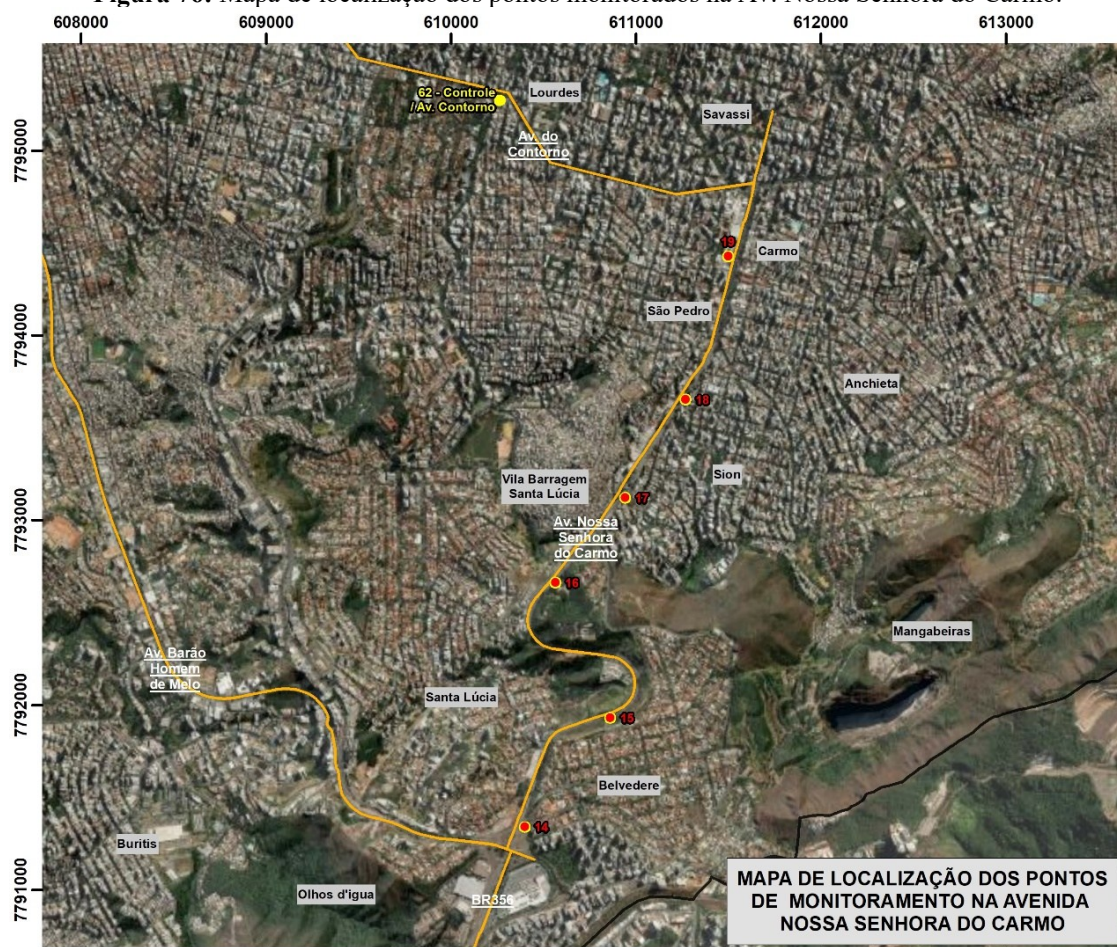 Figura 76: Mapa de localização dos pontos monitorados na Av. Nossa Senhora do Carmo.
608000 609000 610000 611000 612000 613000
7795000
7794000
7793000
7792000
7791000
62 - Controle
/ Av. Contorno
Lourdes
Savassi
Av. do
Contorno
19
Carmo
São Pedro
Anchieta
18
Sion
Vila Barragem
Santa Lúcia
17
Av. Nossa
Senhora
do Carmo
16
Mangabeiras
Av. Barão
Homem
de Melo
Santa Lúcia
15
Belvedere
14
Buritis
Olhos d'igua
BR356
MAPA DE LOCALIZAÇÃO DOS PONTOS
DE MONITORAMENTO NA AVENIDA
NOSSA SENHORA DO CARMO